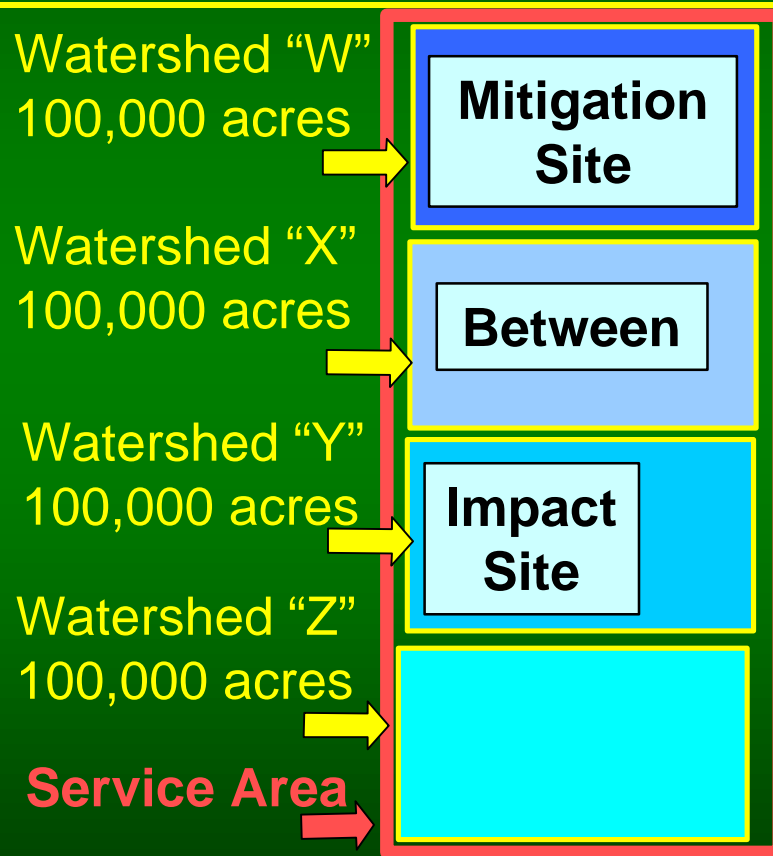 Watershed “W”
100,000 acres
Mitigation
Site
Watershed “X”
100,000 acres
Between
Watershed “Y”
100,000 acres
Impact
Site
Watershed “Z”
100,000 acres
Service Area